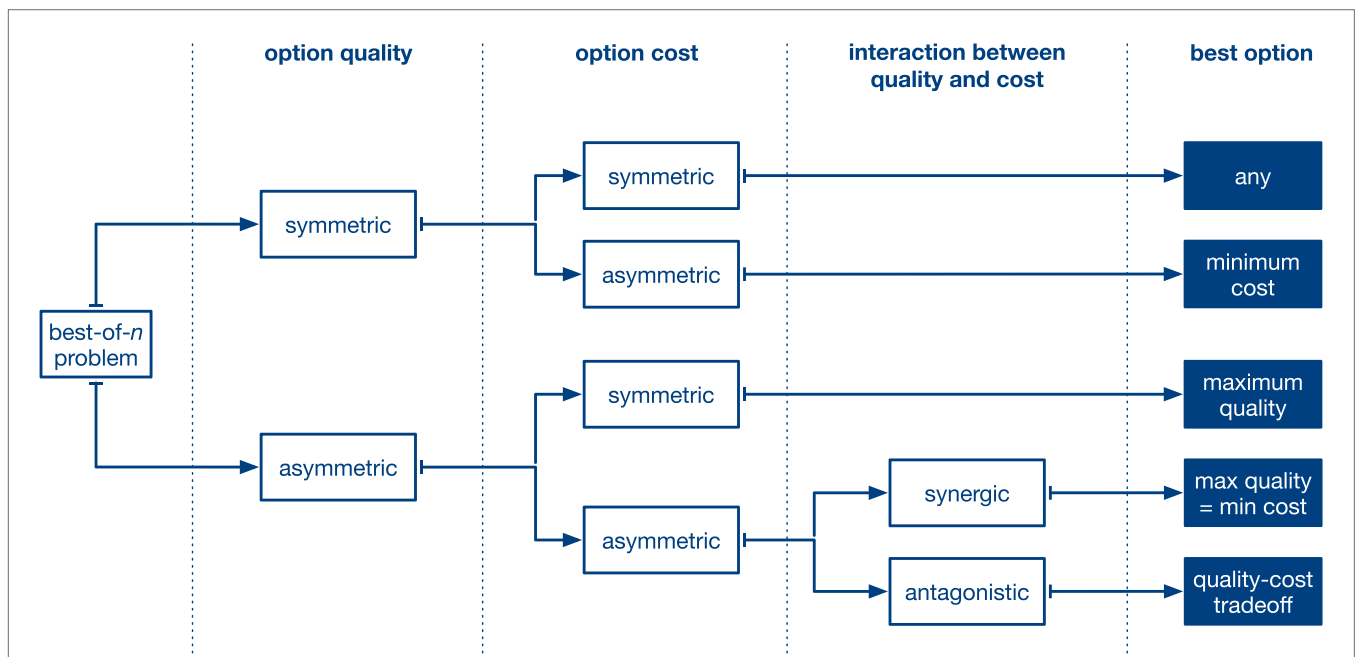 option quality
option cost
interaction between
quality and cost
best option
symmetric
any
symmetric
asymmetric
minimum
cost
best-of-n
problem
symmetric
maximum
quality
asymmetric
synergic
max quality
= min cost
asymmetric
antagonistic
quality-cost
tradeoff